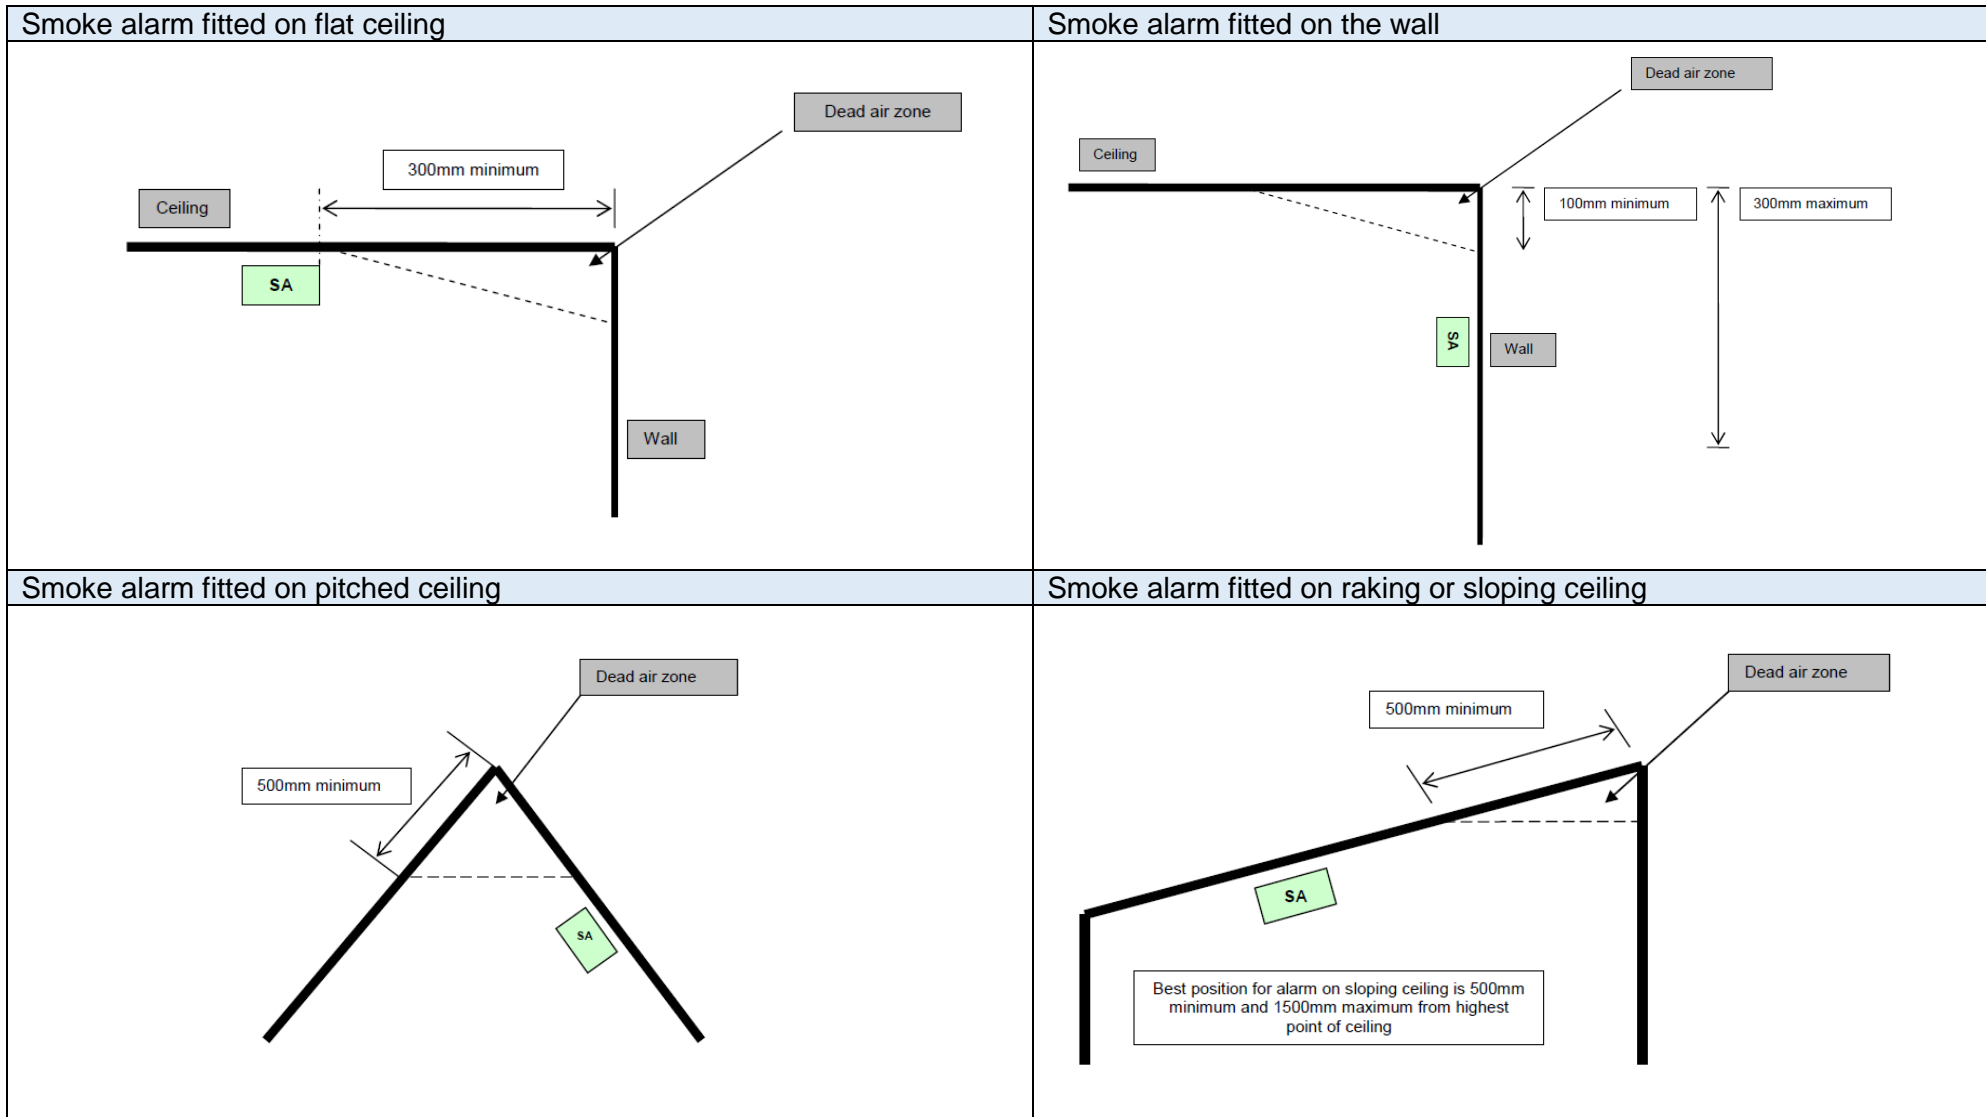 Smoke alarm fitted on flat ceiling
Dead air zone
300mm minimum
Ceiling
SA
Wall
Smoke alarm fitted on the wall
Dead air zone
Ceiling
100mm minimum
300mm maximum
SA
Wall
Smoke alarm fitted on pitched ceiling
Dead air zone
500mm minimum
SA
Smoke alarm fitted on raking or sloping ceiling
Dead air zone
500mm minimum
SA
Best position for alarm on sloping ceiling is 500mm
minimum and 1500mm maximum from highest
point of ceiling